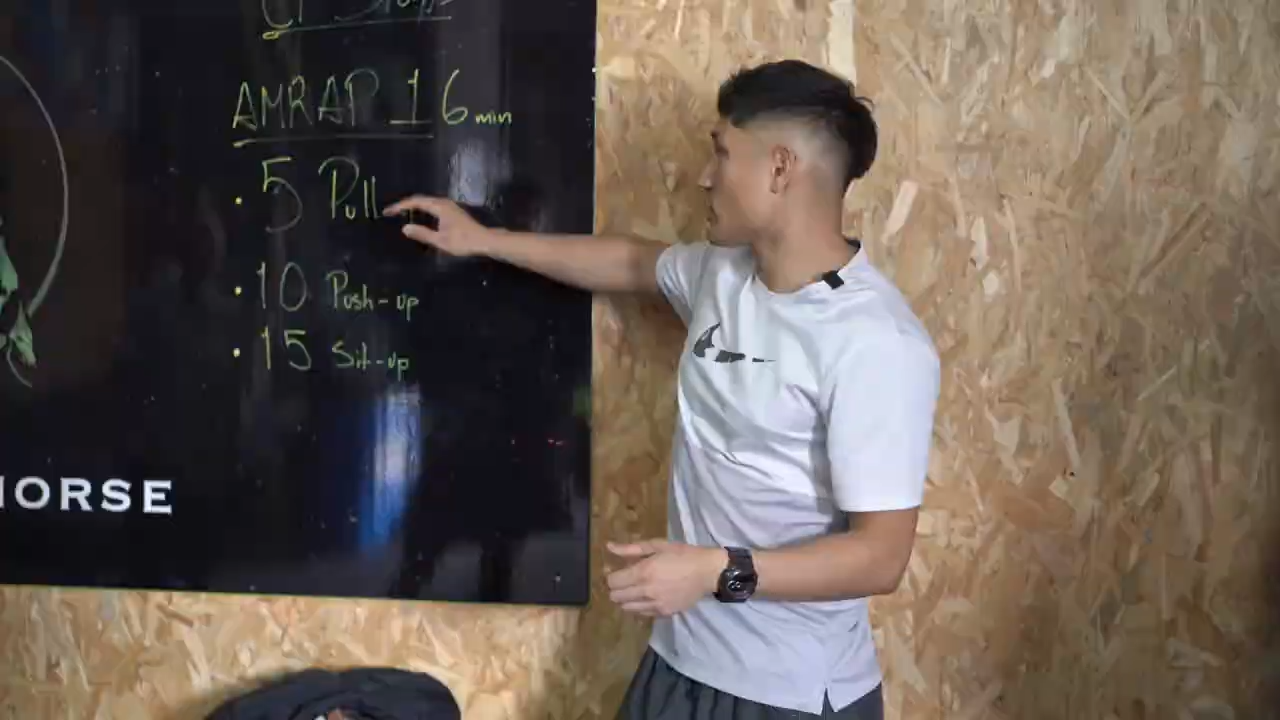 AMRAP 16 min
• 5 Pull
• 10 Push-up
• 15 Sit-up
HORSE